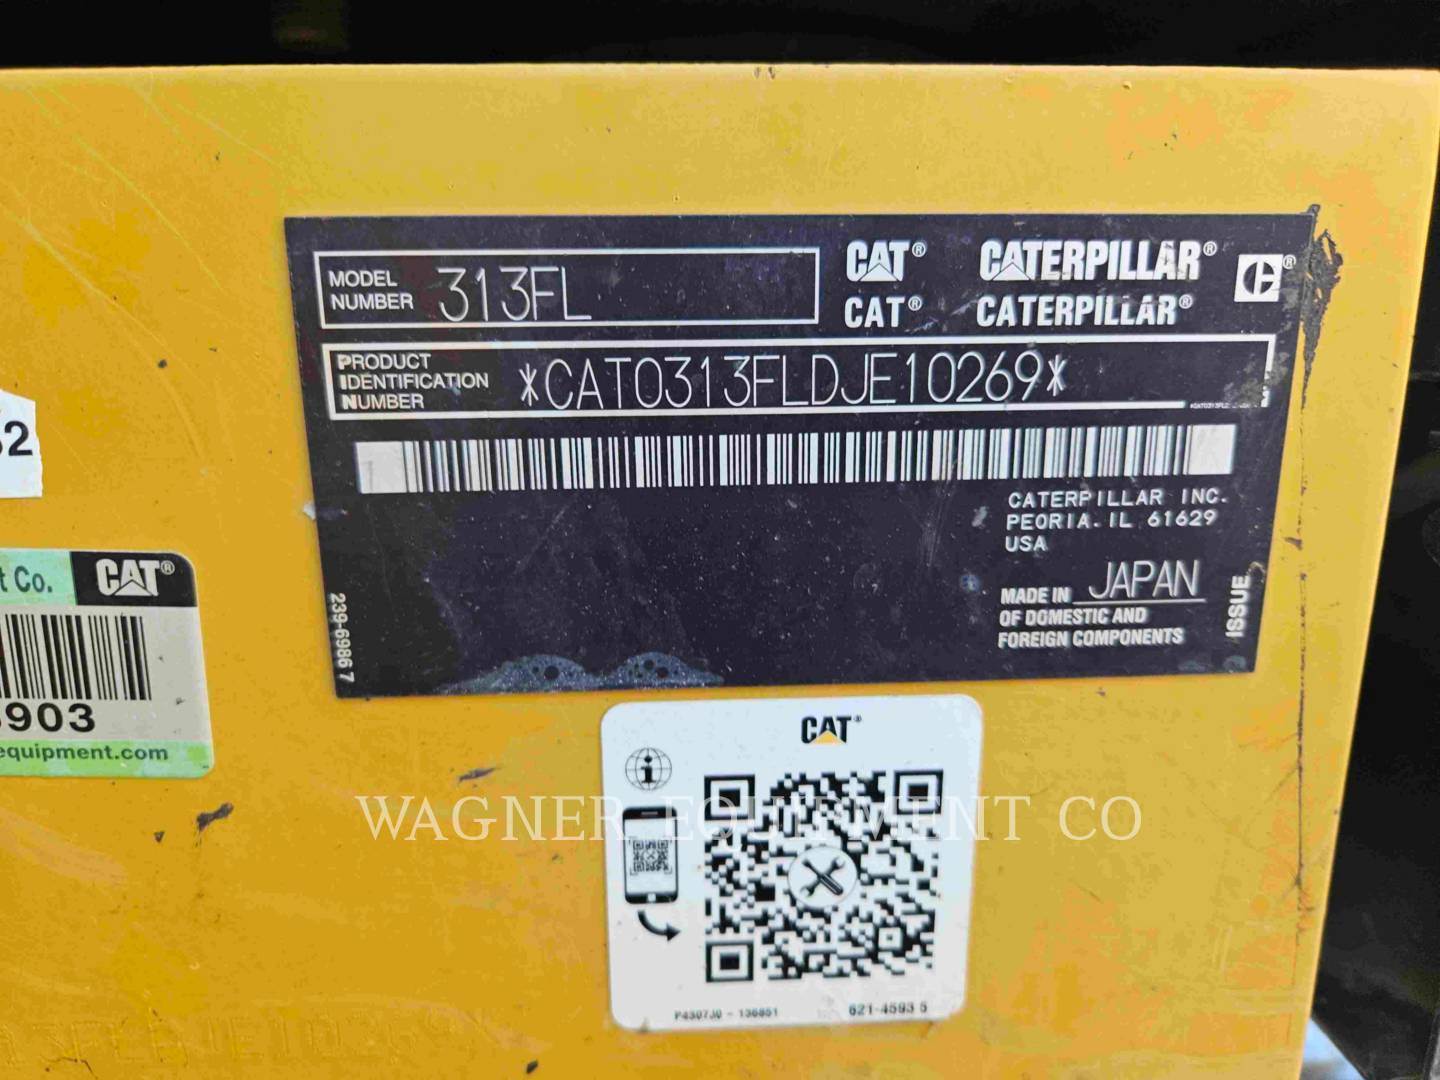 MODEL
NUMBER 313FL
CAT® CATERPILLAR®
CAT® CATERPILLAR®
PRODUCT
IDENTIFICATION
NUMBER *CAT0313FLDJE10269*
CATERPILLAR INC.
PEORIA. IL 61629
USA
MADE IN JAPAN
OF DOMESTIC AND
FOREIGN COMPONENTS
ISSUE
239-6986 7
t Co. CAT®
903
equipment.com
CAT®
WAGNER EQUIPMENT CO
P4307J0 - 136851 621-4593 5